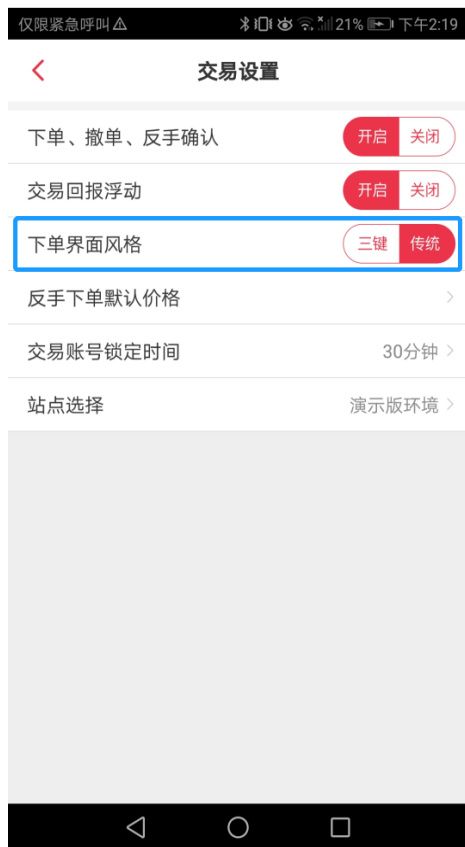 仅限紧急呼叫 21% 下午2:19
交易设置
下单、撤单、反手确认 开启 关闭
交易回报浮动 开启 关闭
下单界面风格 三键 传统
反手下单默认价格
交易账号锁定时间 30分钟
站点选择 演示版环境